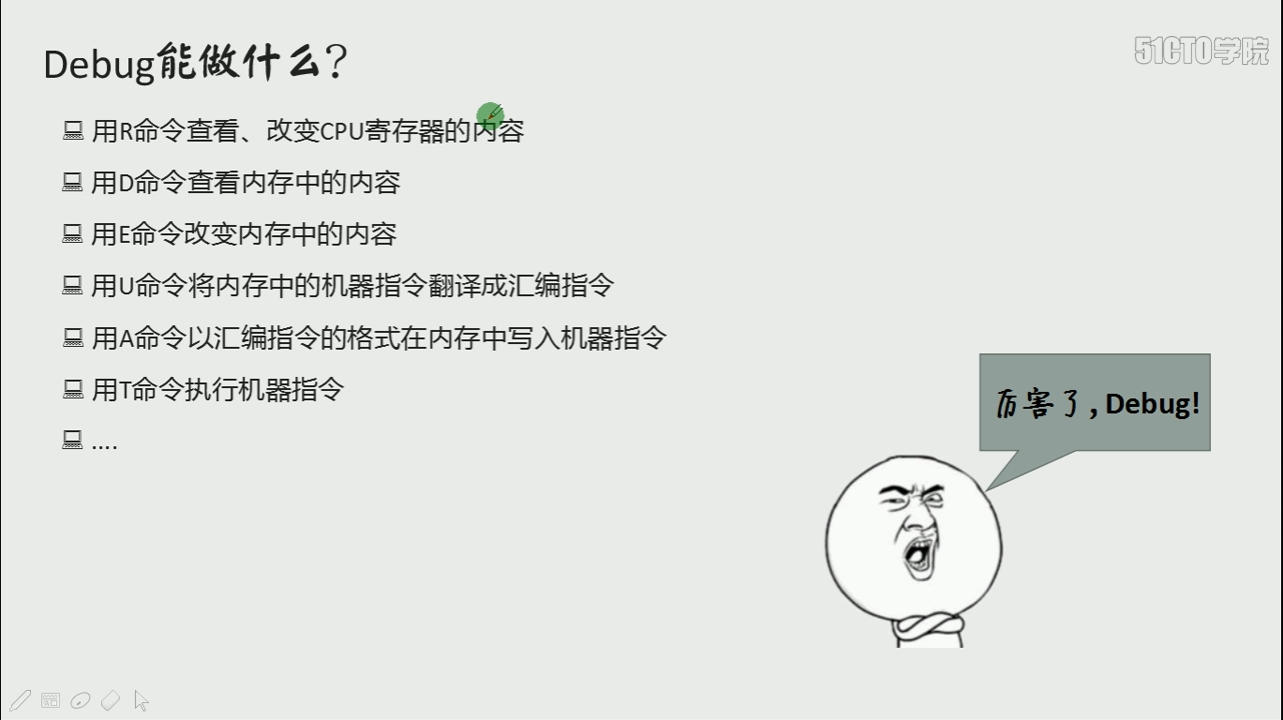 51CTO学院
Debug能做什么?
用R命令查看、改变CPU寄存器的内容
用D命令查看内存中的内容
用E命令改变内存中的内容
用U命令将内存中的机器指令翻译成汇编指令
用A命令以汇编指令的格式在内存中写入机器指令
用T命令执行机器指令
....
厉害了,Debug!